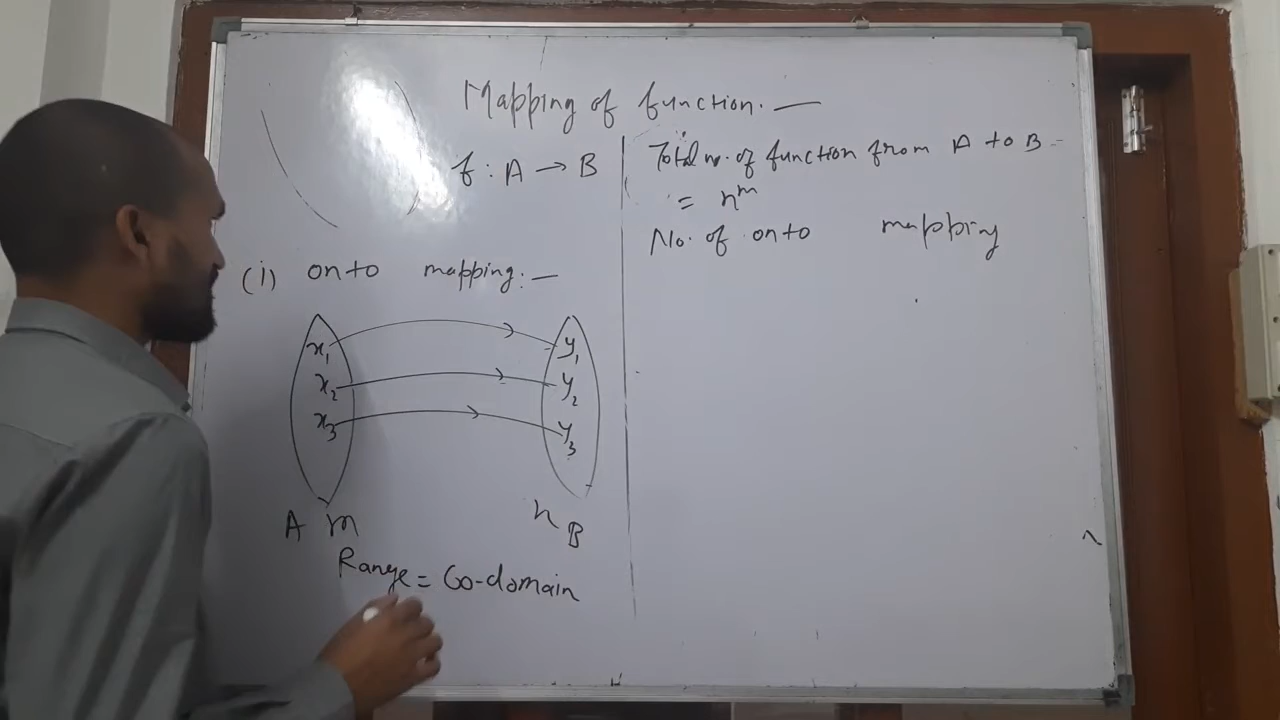 Mapping of function. —
f : A → B
(i) onto mapping : —
x₁ y₁
x₂ y₂
x₃ y₃
A m n B
Range = Co-domain
Total no. of function from A to B -
= nᵐ
No. of onto mapping